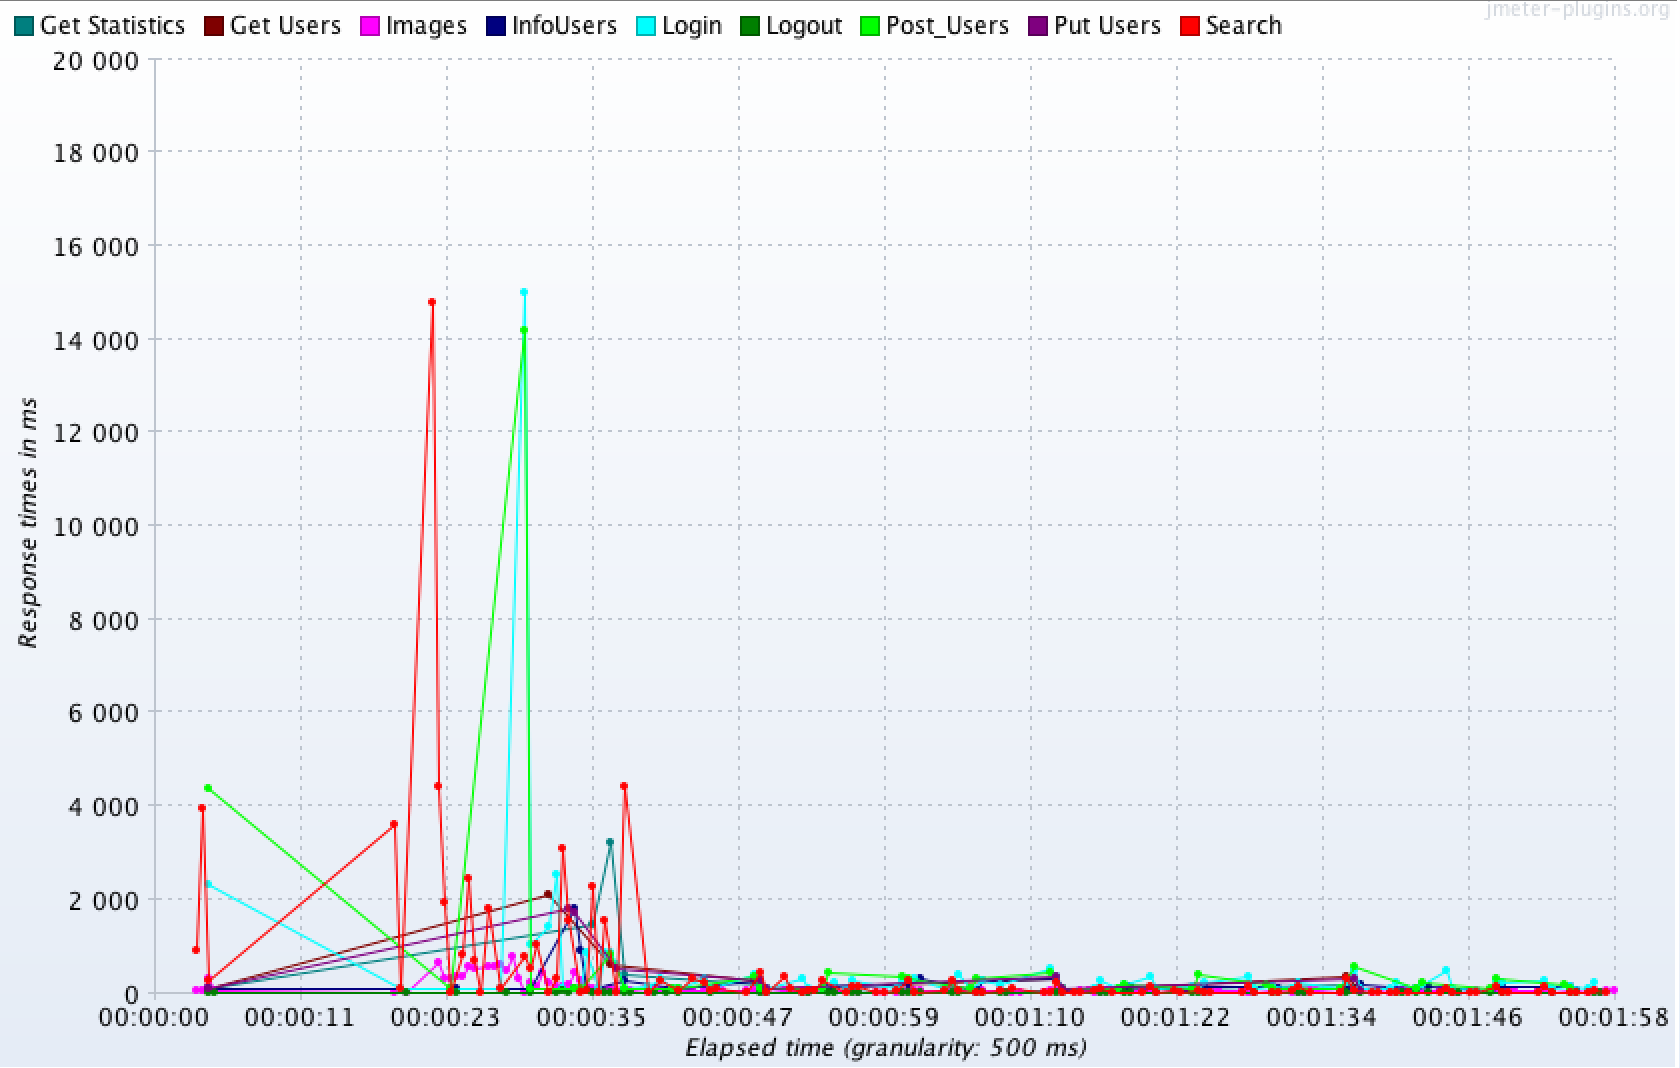 jmeter-plugins.org
Get Statistics Get Users Images InfoUsers Login Logout Post_Users Put Users Search
20 000
18 000
16 000
14 000
12 000
10 000
8 000
6 000
4 000
2 000
0
Response times in ms
00:00:00 00:00:11 00:00:23 00:00:35 00:00:47 00:00:59 00:01:10 00:01:22 00:01:34 00:01:46 00:01:58
Elapsed time (granularity: 500 ms)